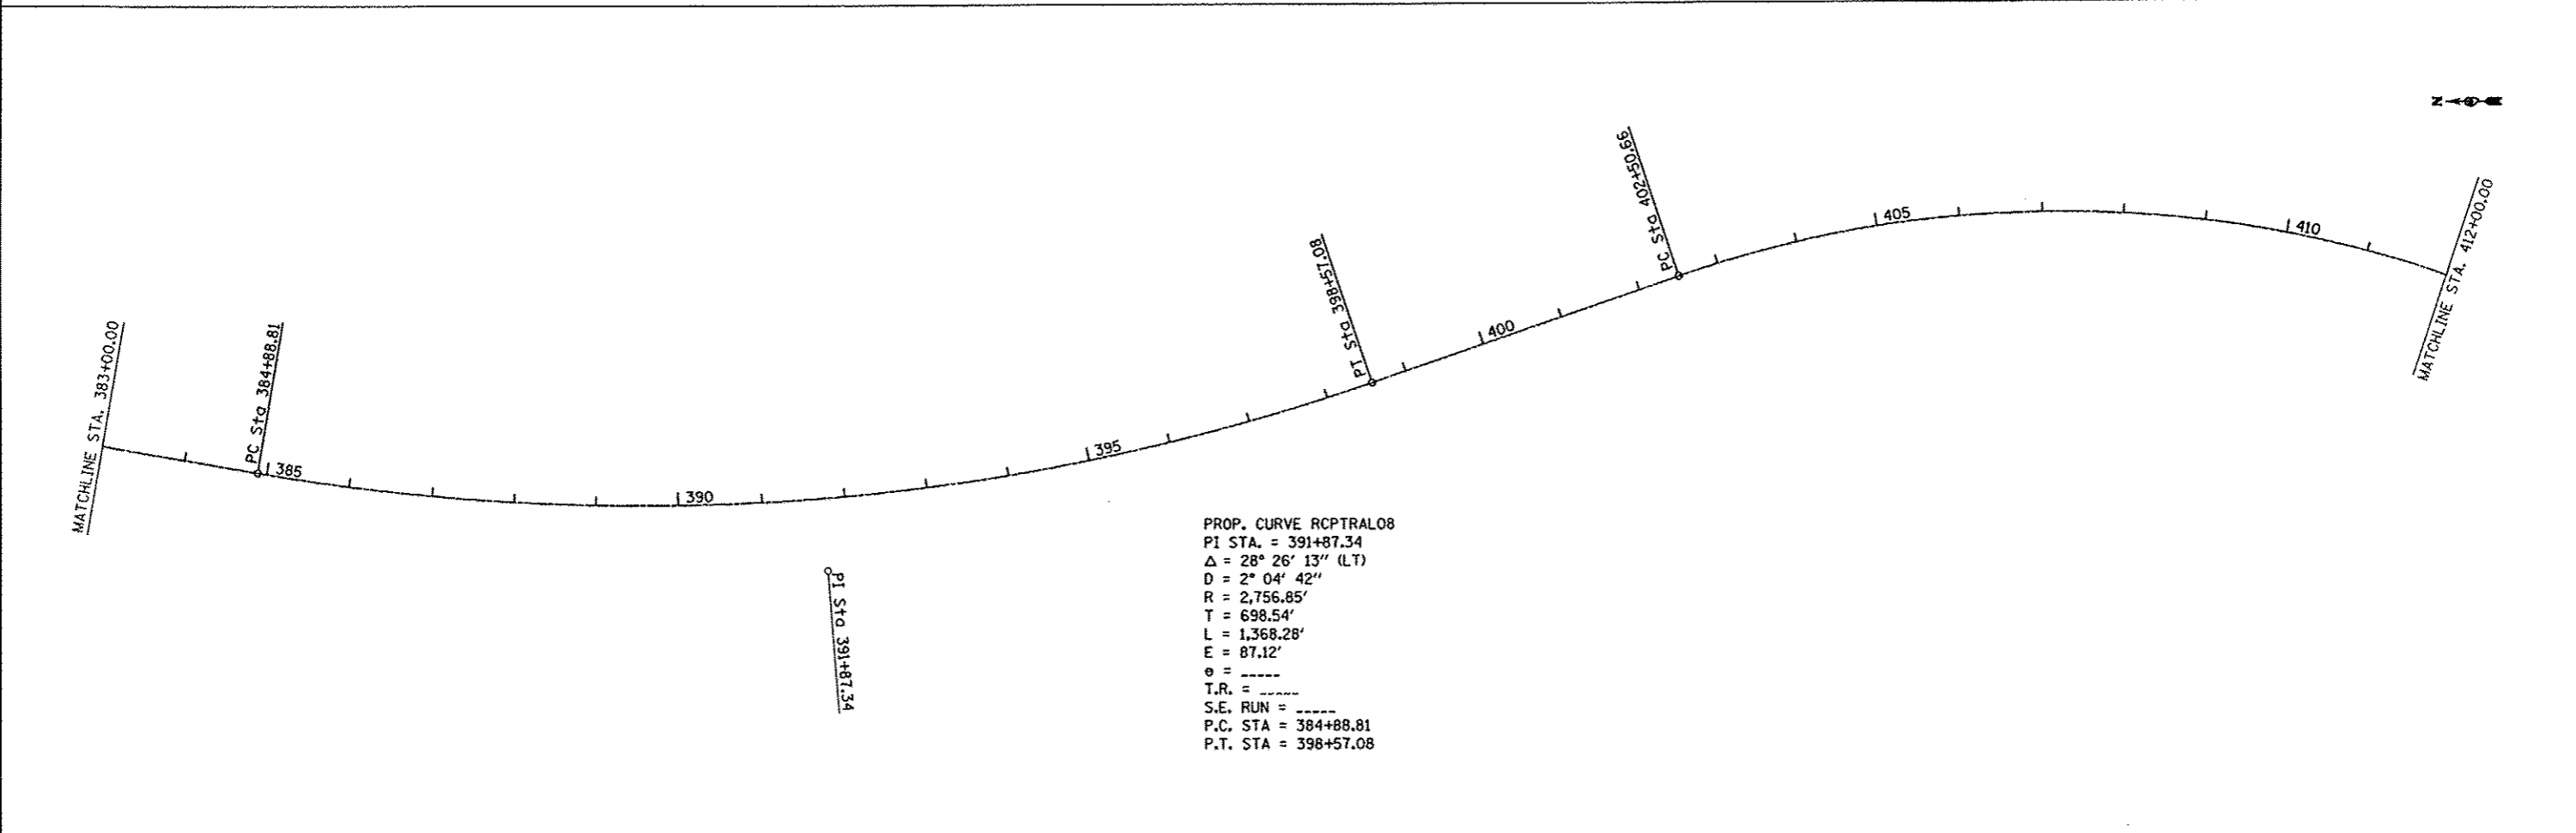 N
MATCHLINE STA. 383+00.00
PC Sta 384+88.81
385
390
395
PT Sta 398+57.08
400
PC Sta 402+50.66
405
410
MATCHLINE STA. 412+00.00
PI Sta 391+87.34
PROP. CURVE RCPTRAL08
PI STA. = 391+87.34
Δ = 28° 26' 13" (LT)
D = 2° 04' 42"
R = 2,756.85'
T = 698.54'
L = 1,368.28'
E = 87.12'
e = _____
T.R. = _____
S.E. RUN = _____
P.C. STA = 384+88.81
P.T. STA = 398+57.08